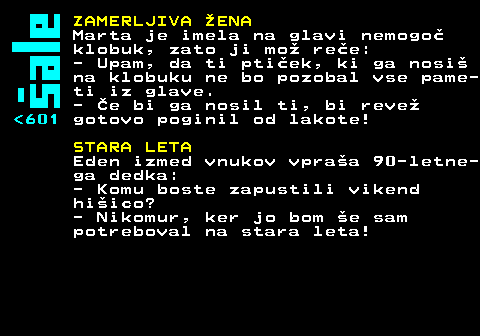 šale
<601
ZAMERLJIVA ŽENA
Marta je imela na glavi nemogoč
klobuk, zato ji mož reče:
- Upam, da ti ptiček, ki ga nosiš
na klobuku ne bo pozobal vse pame-
ti iz glave.
- Če bi ga nosil ti, bi revež
gotovo poginil od lakote!
STARA LETA
Eden izmed vnukov vpraša 90-letne-
ga dedka:
- Komu boste zapustili vikend
hišico?
- Nikomur, ker jo bom še sam
potreboval na stara leta!